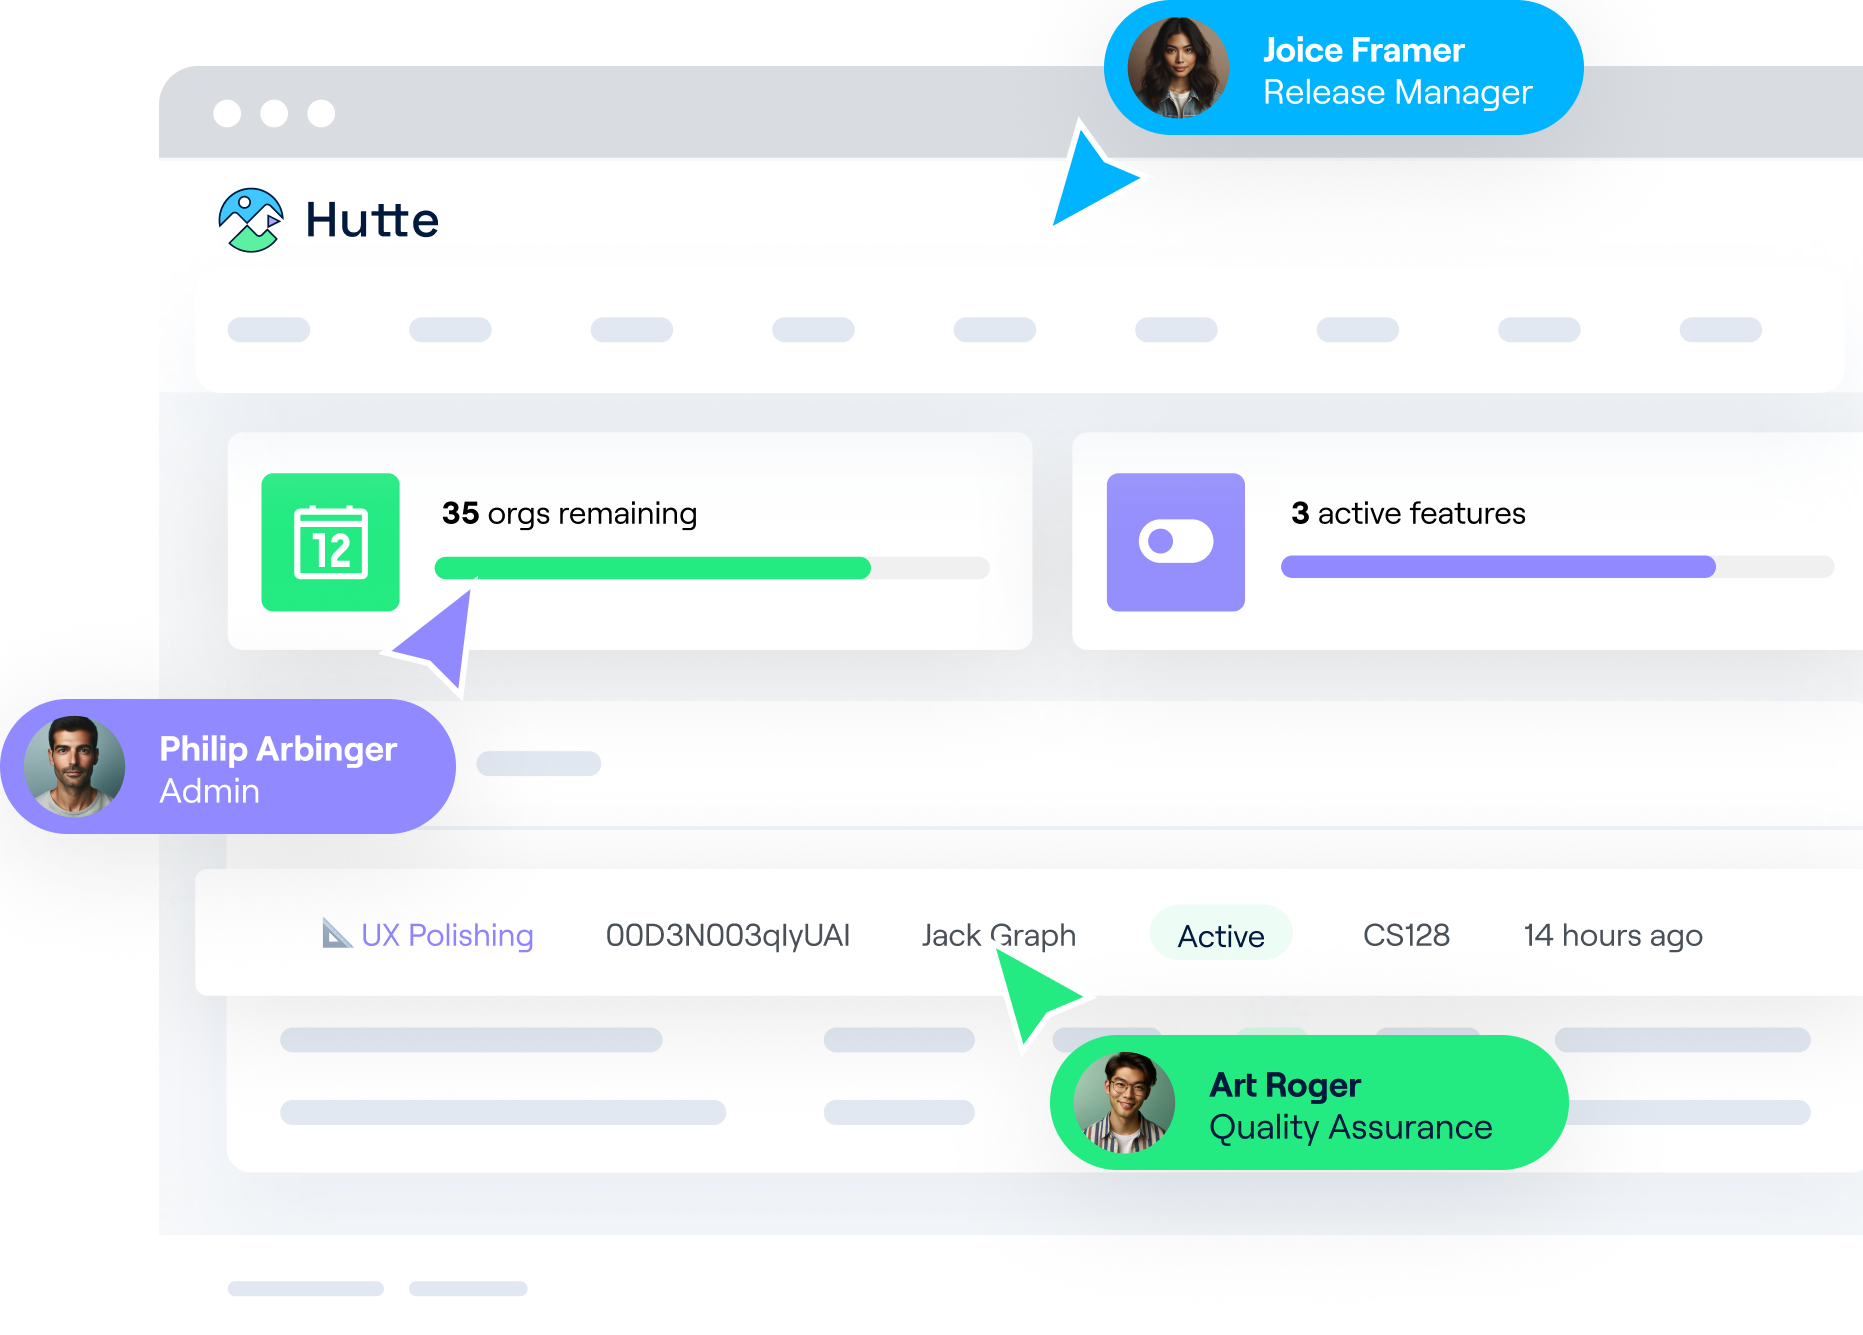 Joice Framer
Release Manager
Hutte
12
35 orgs remaining
3 active features
Philip Arbinger
Admin
UX Polishing 00D3N003qlyUAI Jack Graph Active CS128 14 hours ago
Art Roger
Quality Assurance